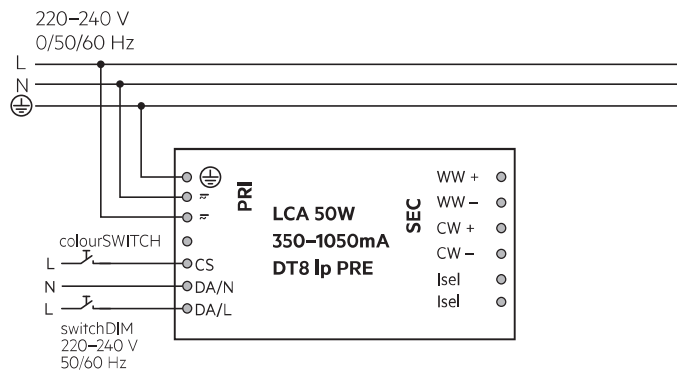 220–240 V
0/50/60 Hz
L
N
PRI
LCA 50W
350–1050mA
DT8 lp PRE
SEC
WW +
WW –
CW +
CW –
Isel
Isel
colourSWITCH
L
CS
N
DA/N
L
DA/L
switchDIM
220–240 V
50/60 Hz